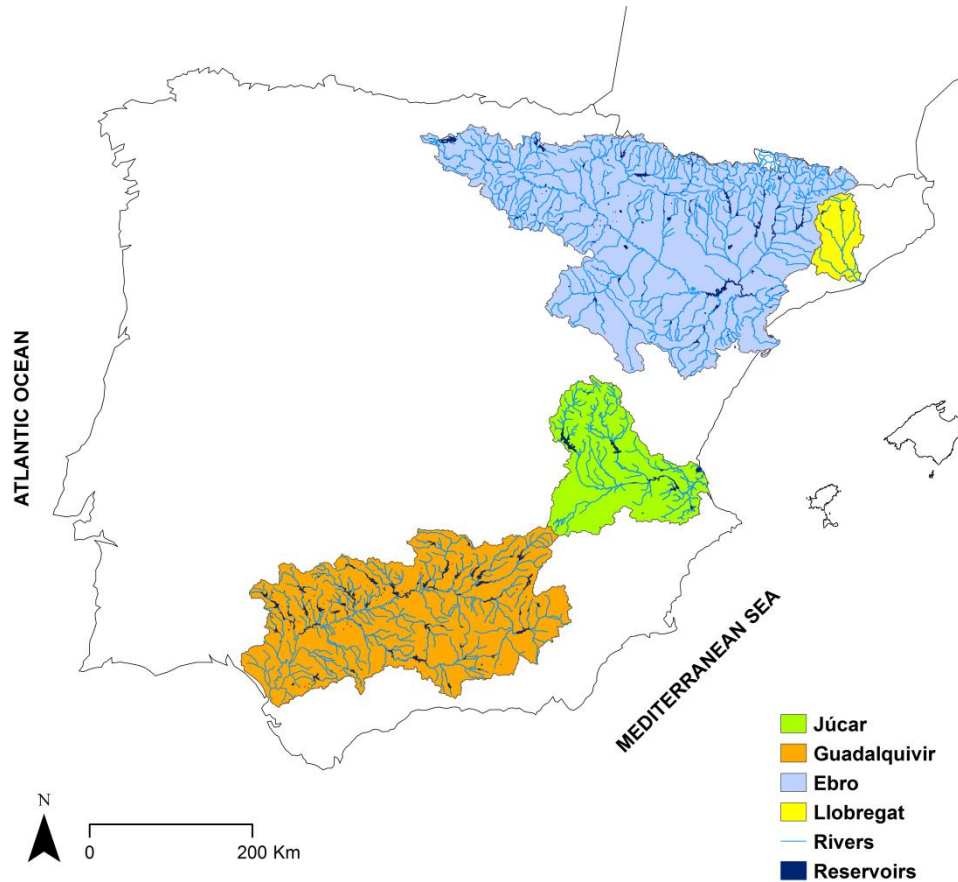 ATLANTIC OCEAN
MEDITERRANEAN SEA
Júcar
Guadalquivir
Ebro
Llobregat
Rivers
Reservoirs
N
0 200 Km